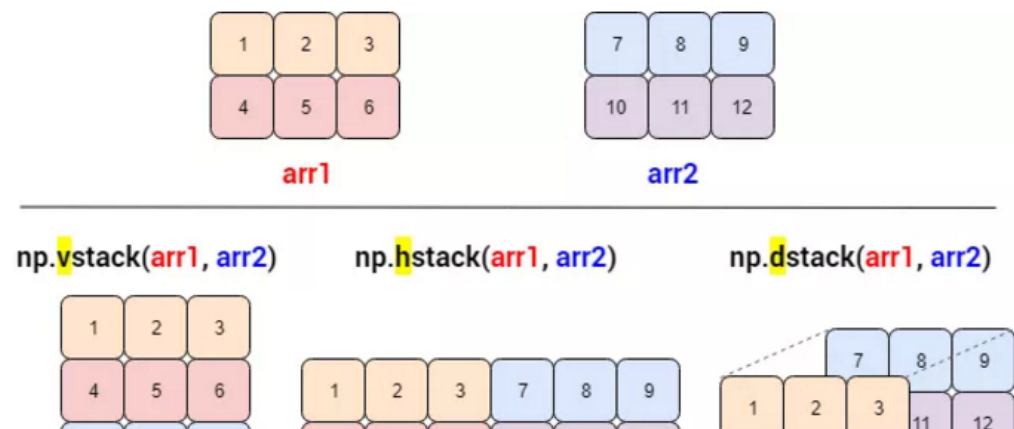 1 2 3 7 8 9
4 5 6 10 11 12
arr1 arr2
np.vstack(arr1, arr2) np.hstack(arr1, arr2) np.dstack(arr1, arr2)
1 2 3
7 8 9
4 5 6 1 2 3 7 8 9
1 2 3 11 12